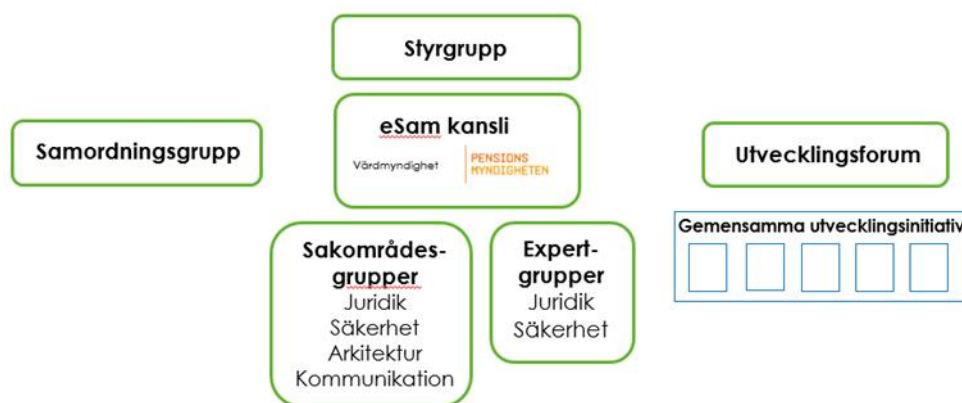 Styrgrupp
eSam kansli
Värdmyndighet
PENSIONS
MYNDIGHETEN
Samordningsgrupp
Utvecklingsforum
Gemensamma utvecklingsinitiativ
Sakområdes-
grupper
Juridik
Säkerhet
Arkitektur
Kommunikation
Expert-
grupper
Juridik
Säkerhet